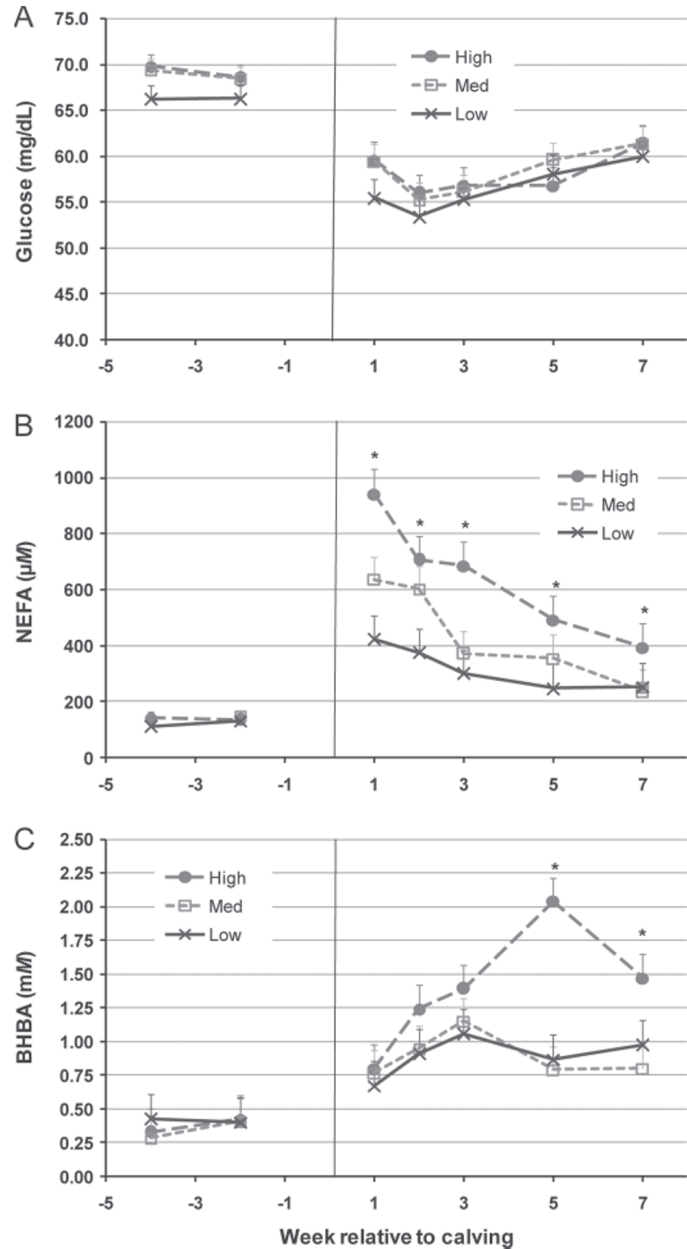 A
Glucose (mg/dL)
75.0
70.0
65.0
60.0
55.0
50.0
45.0
40.0
High
Med
Low
-5 -3 -1 1 3 5 7
B
NEFA (µM)
1200
1000
800
600
400
200
0
* * * * *
High
Med
Low
-5 -3 -1 1 3 5 7
C
BHBA (mM)
2.50
2.25
2.00
1.75
1.50
1.25
1.00
0.75
0.50
0.25
0.00
* *
High
Med
Low
-5 -3 -1 1 3 5 7
Week relative to calving